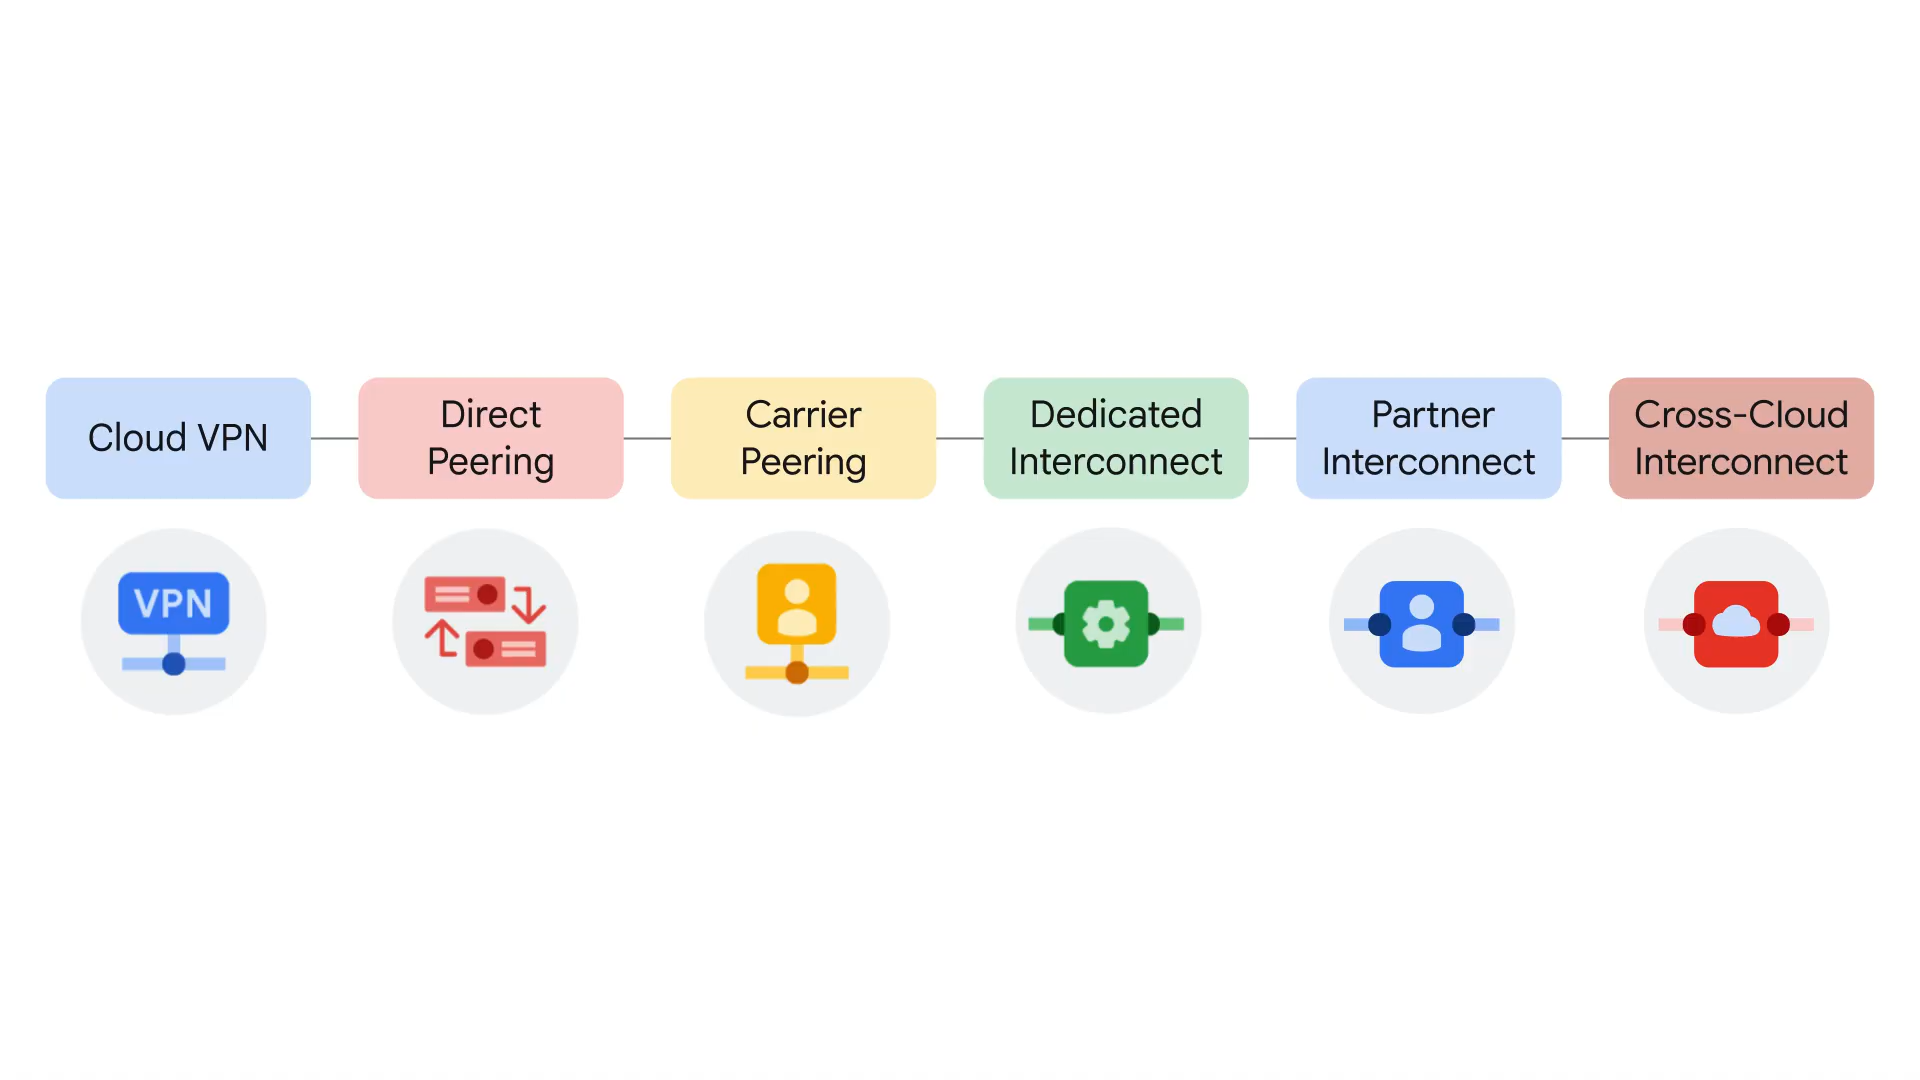 Cloud VPN
Direct
Peering
Carrier
Peering
Dedicated
Interconnect
Partner
Interconnect
Cross-Cloud
Interconnect
VPN